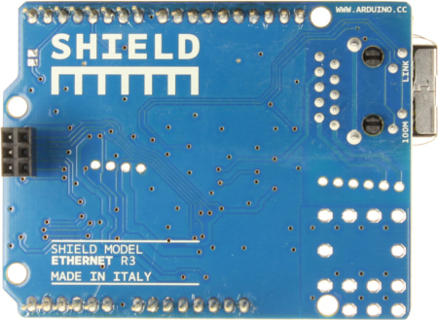 WWW.ARDUINO.CC
SHIELD
LINK
100M
SHIELD MODEL
ETHERNET R3
MADE IN ITALY